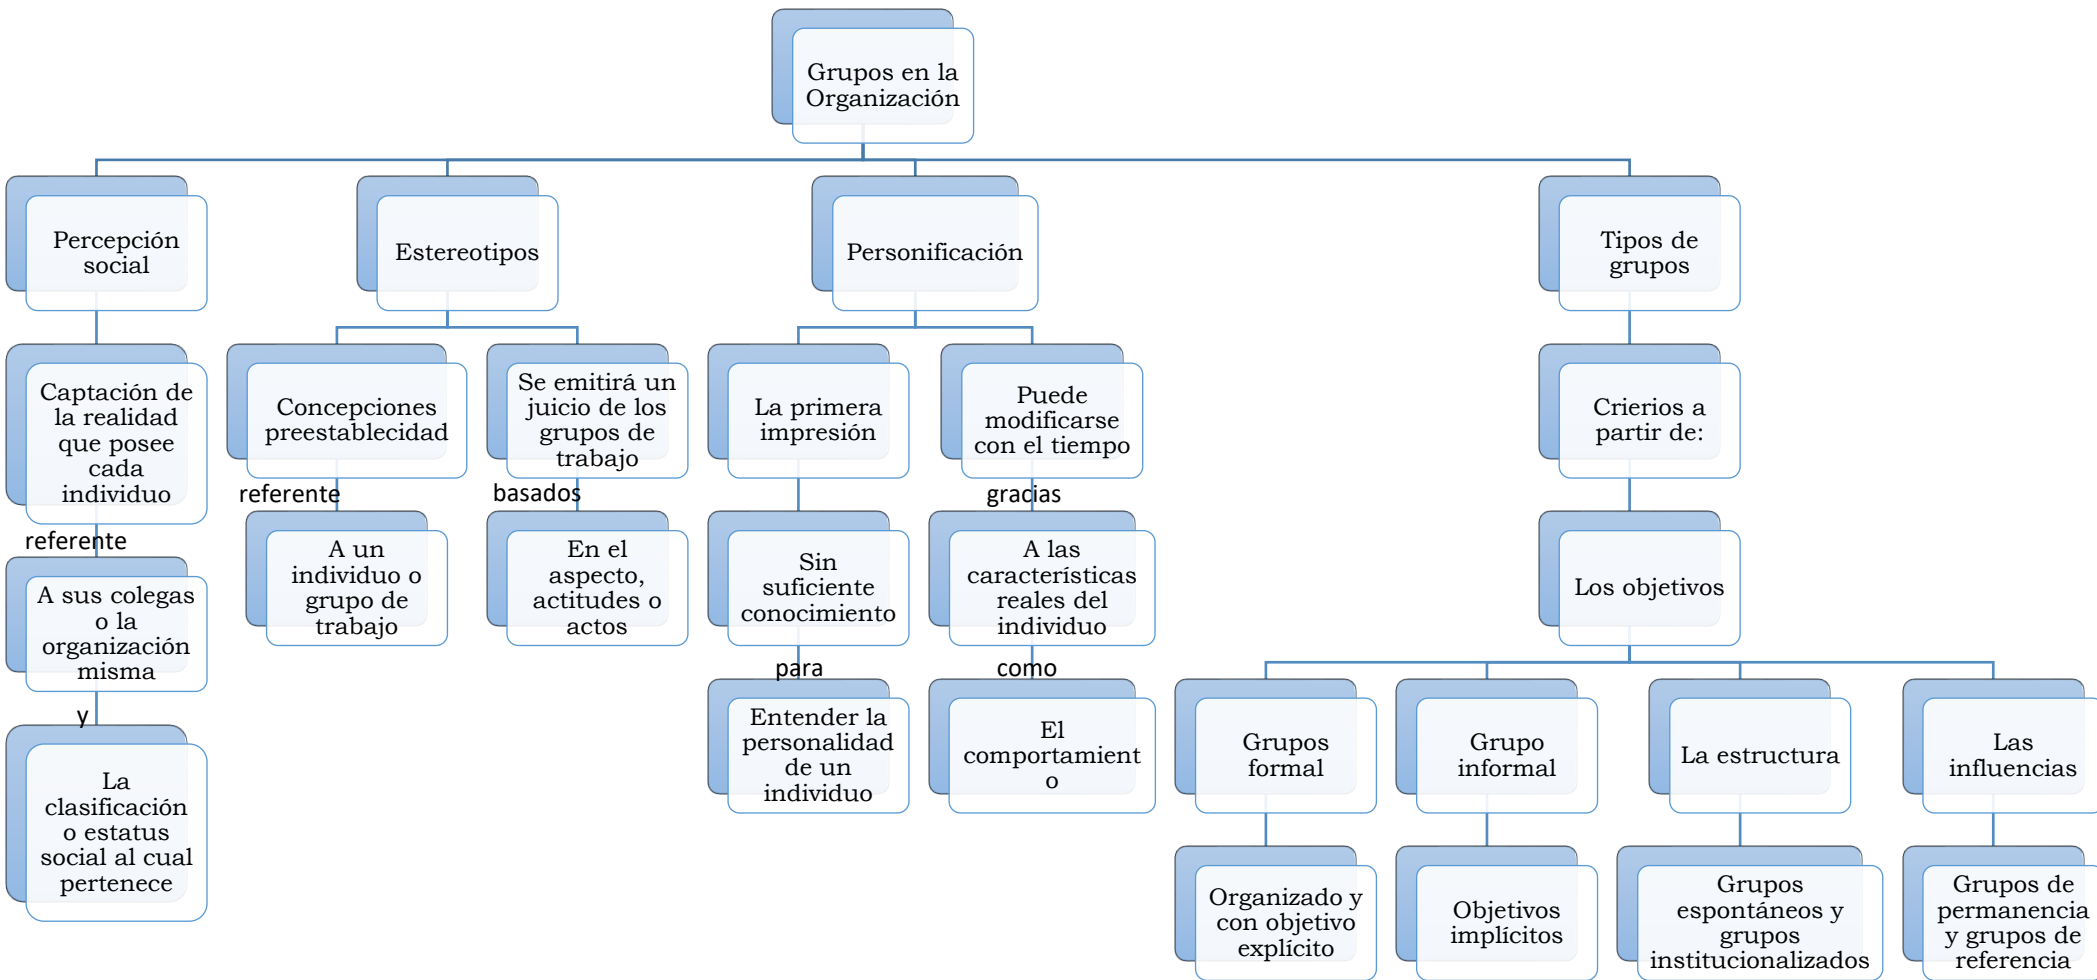 Grupos en la
Organización
Percepción
social
Estereotipos
Personificación
Tipos de
grupos
Captación de
la realidad
que posee
cada
individuo
Concepciones
preestablecidad
Se emitirá un
juicio de los
grupos de
trabajo
La primera
impresión
Puede
modificarse
con el tiempo
Crierios a
partir de:
referente
referente
basados
gracias
A sus colegas
o la
organización
misma
A un
individuo o
grupo de
trabajo
En el
aspecto,
actitudes o
actos
Sin
suficiente
conocimiento
A las
características
reales del
individuo
Los objetivos
y
para
como
La
clasificación
o estatus
social al cual
pertenece
Entender la
personalidad
de un
individuo
El
comportamient
o
Grupos
formal
Grupo
informal
La estructura
Las
influencias
Organizado y
con objetivo
explícito
Objetivos
implícitos
Grupos
espontáneos y
grupos
institucionalizados
Grupos de
permanencia
y grupos de
referencia